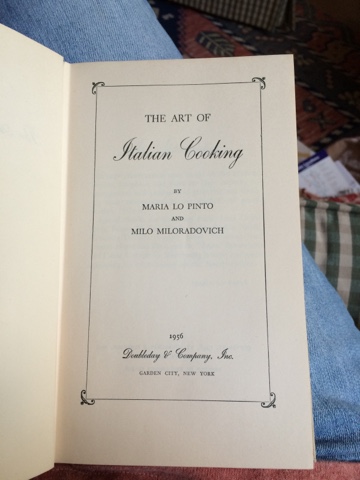 THE ART OF
Italian Cooking
BY
MARIA LO PINTO
AND
MILO MILORADOVICH
1956
Doubleday & Company, Inc.
GARDEN CITY, NEW YORK